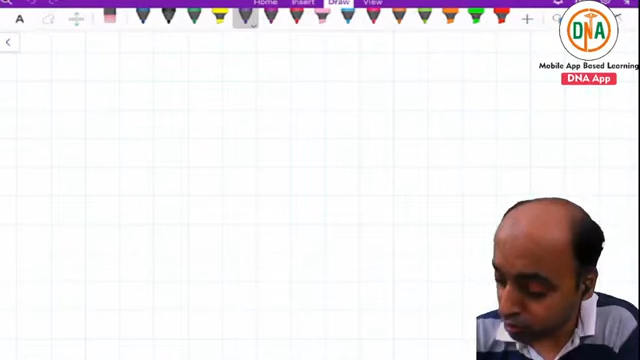 Home Insert Draw View
A
DNA
Mobile App Based Learning
DNA App